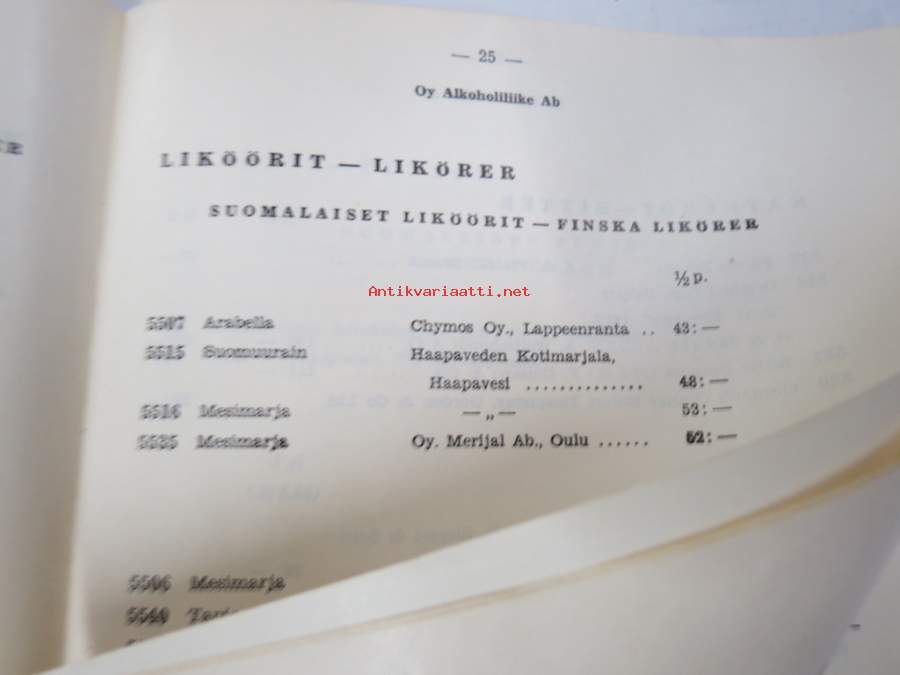 — 25 —
Oy Alkoholiliike Ab
LIKÖÖRIT — LIKÖRER
SUOMALAISET LIKÖÖRIT — FINSKA LIKÖRER
½ p.
Antikvariaatti.net
5507 Arabella Chymos Oy., Lappeenranta .. 43:—
5515 Suomuurain Haapaveden Kotimarjala,
Haapavesi .............. 48:—
5516 Mesimarja —„— 53:—
5535 Mesimarja Oy. Merijal Ab., Oulu ...... 52:—
5506 Mesimarja
5540